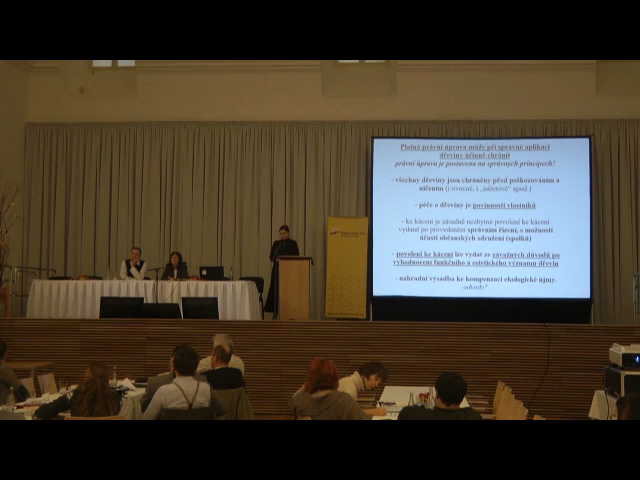 Platná právní úprava může při správné aplikaci
dřeviny účinně chránit
právní úprava je postavena na správných principech!
- všechny dřeviny jsou chráněny před poškozováním a
ničením (i ovocné, i „náletová“ apod.)
- péče o dřeviny je povinností vlastníků
- ke kácení je zásadně nezbytné povolení ke kácení
vydané po provedeném správním řízení, s možností
účasti občanských sdružení (spolků)
- povolení ke kácení lze vydat ze závažných důvodů po
vyhodnocení funkčního a estetického významu dřevin
- náhradní výsadba ke kompenzaci ekologické újmy,